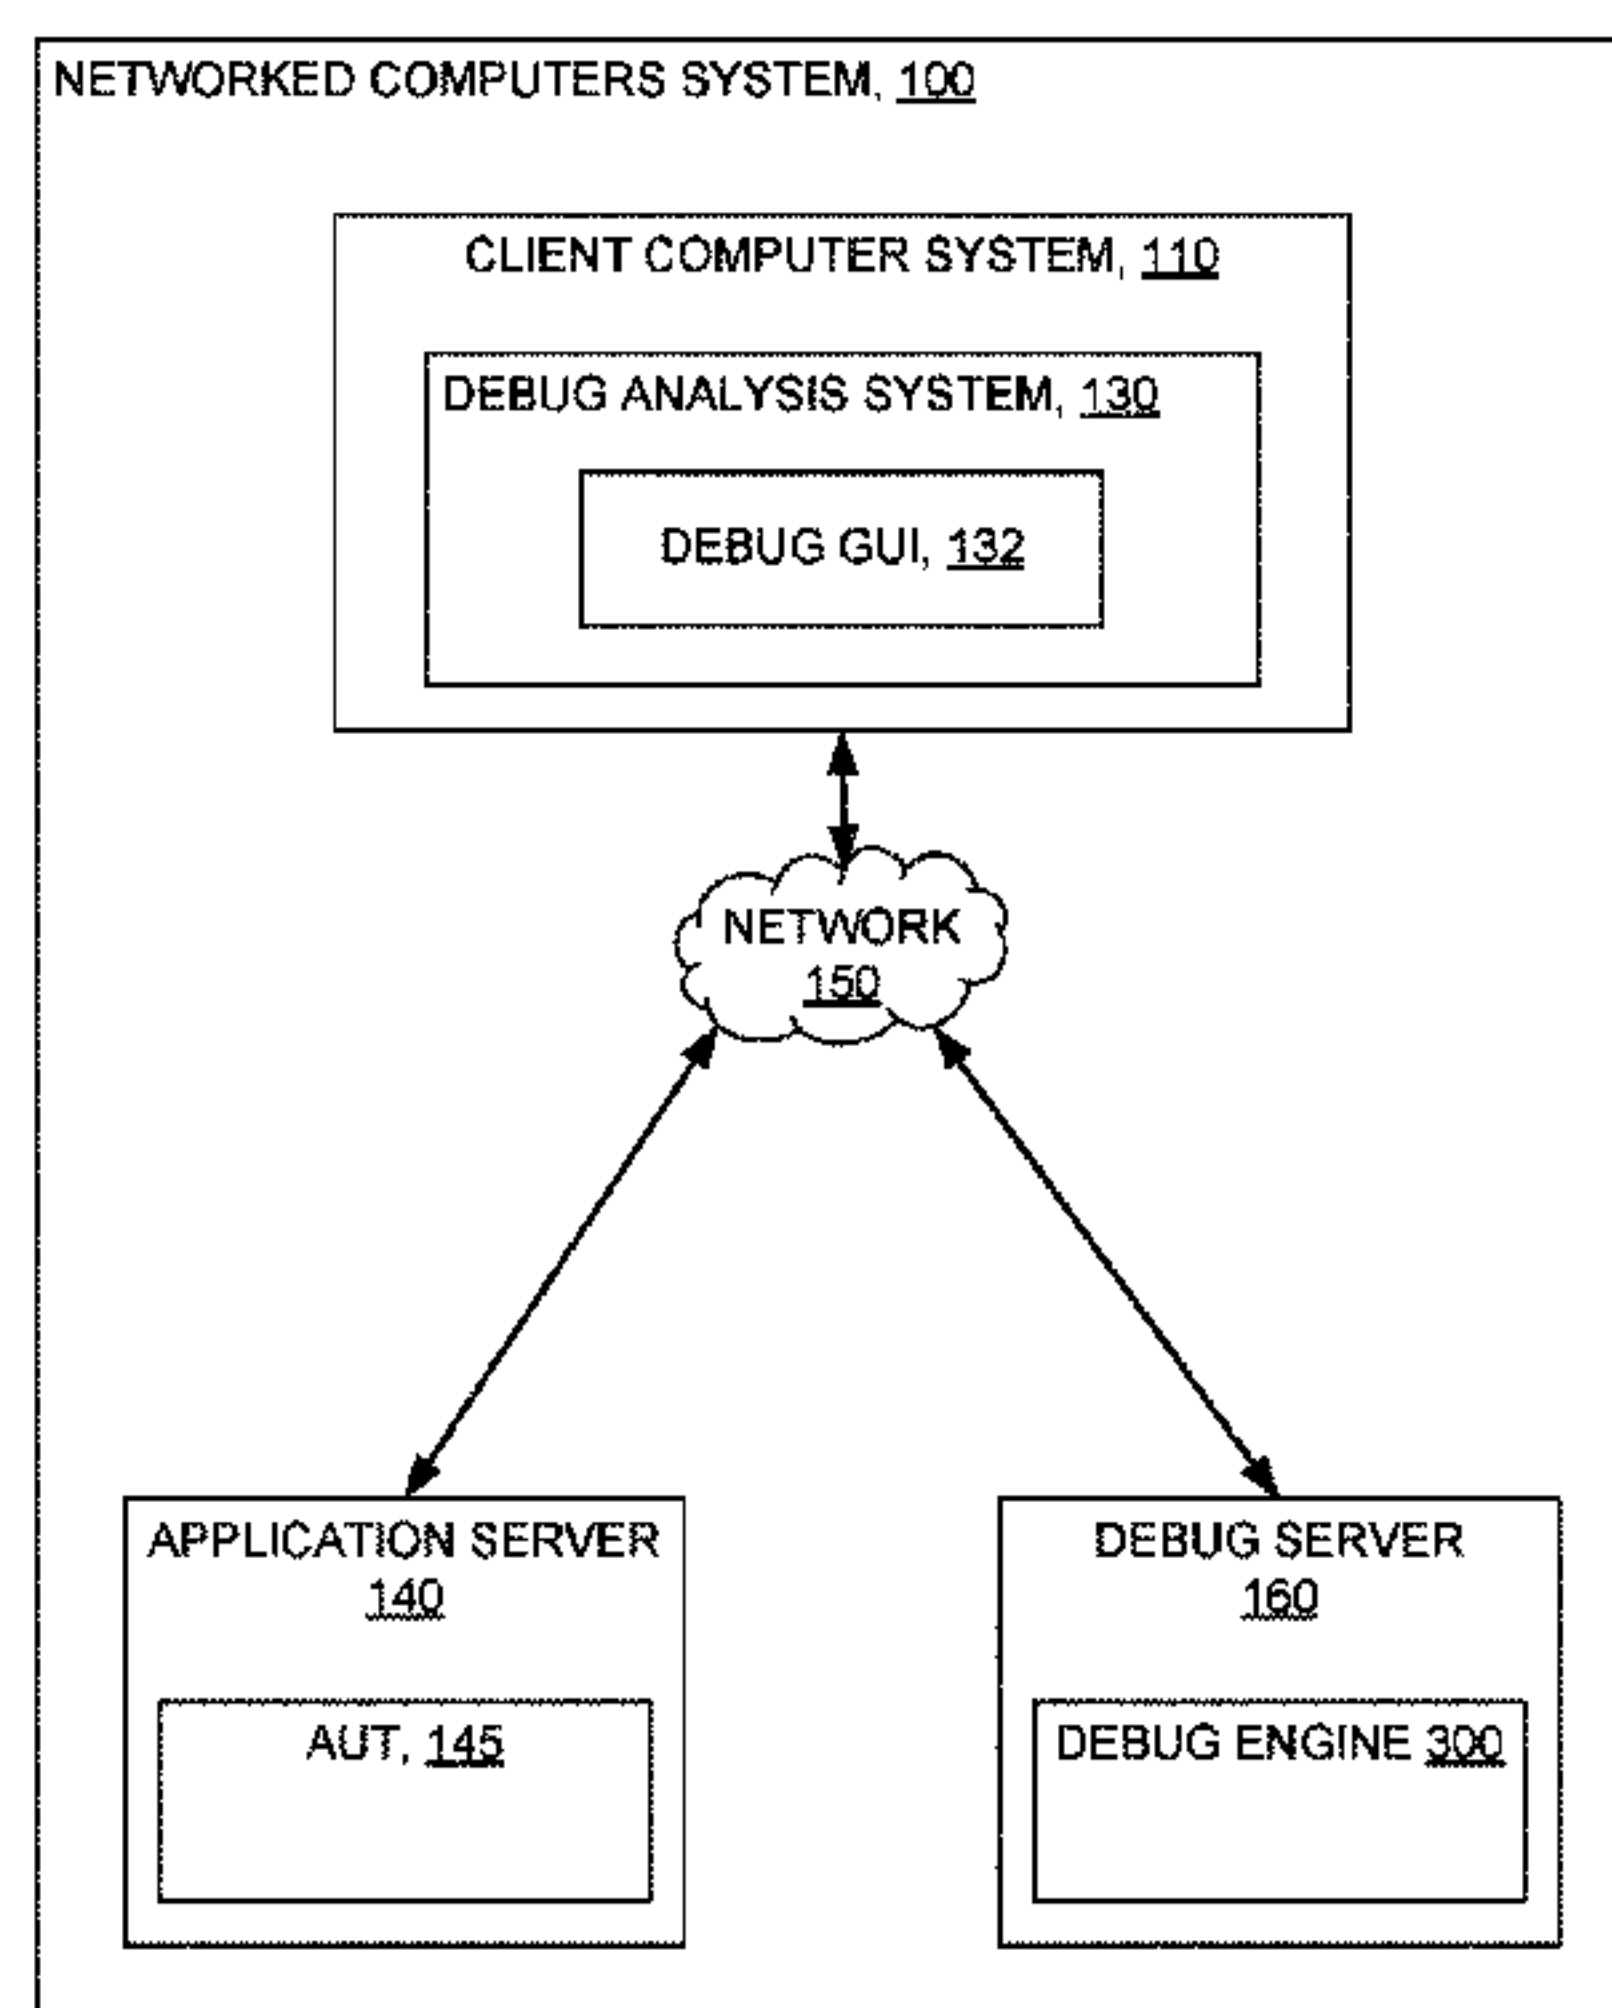 NETWORKED COMPUTERS SYSTEM, 100
CLIENT COMPUTER SYSTEM, 110
DEBUG ANALYSIS SYSTEM, 130
DEBUG GUI, 132
NETWORK
150
APPLICATION SERVER
140
AUT, 145
DEBUG SERVER
160
DEBUG ENGINE 300